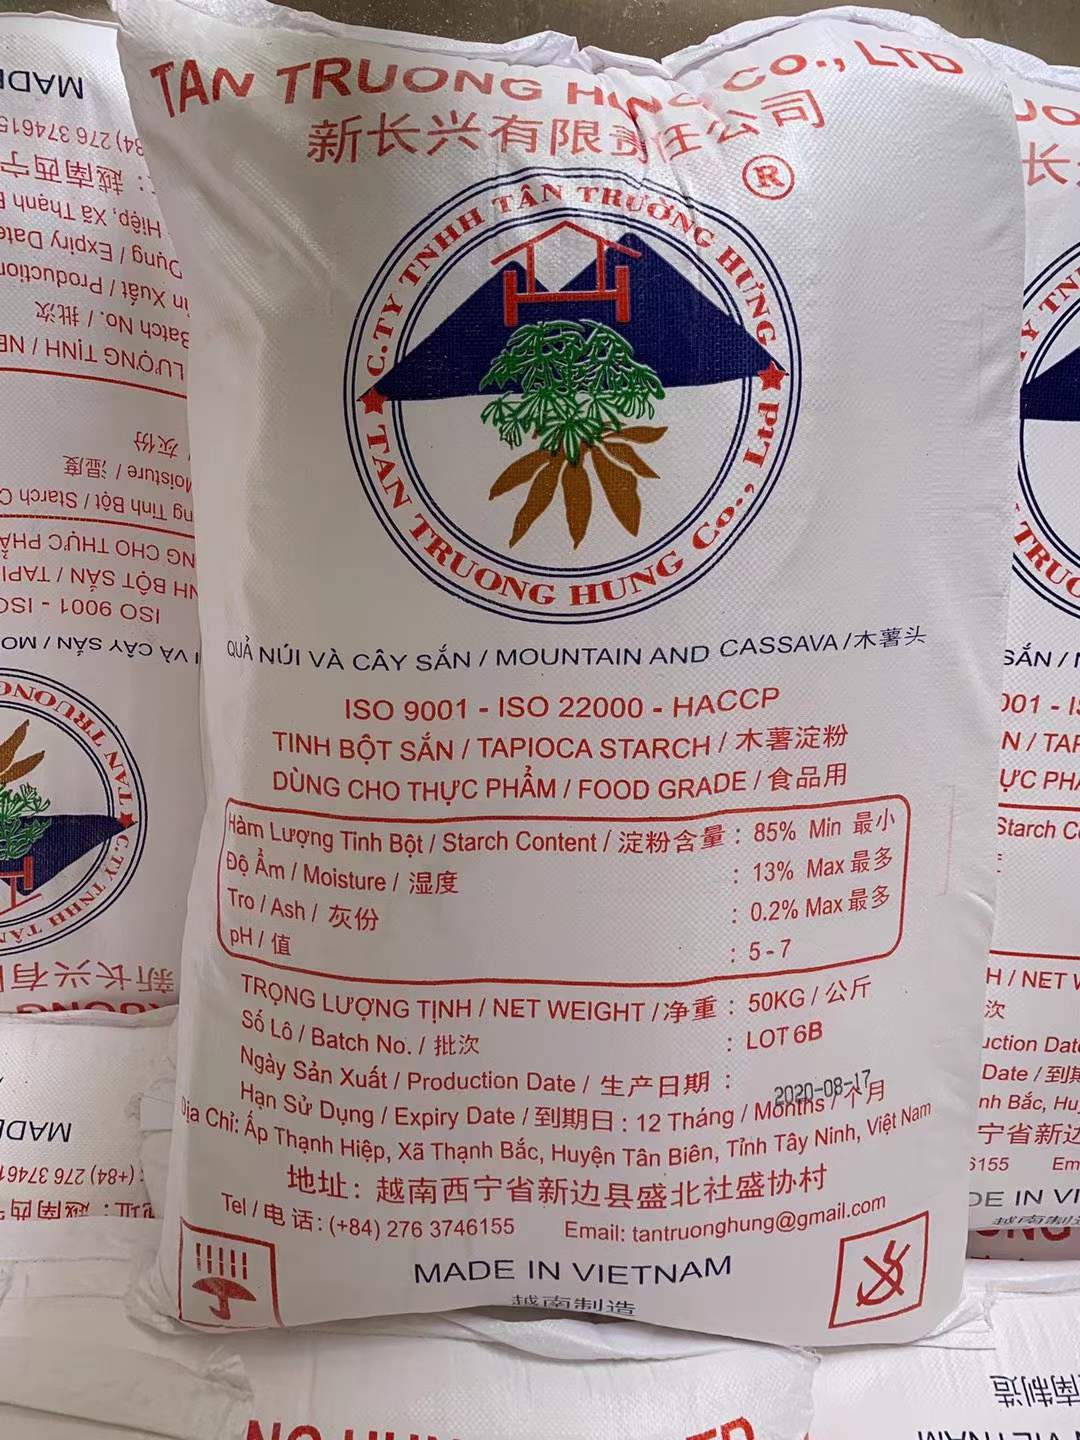 TAN TRUONG HUNG CO., LTD
新长兴有限责任公司
®
C.TY TNHH TÂN TRƯỜNG HƯNG
TAN TRUONG HUNG Co., Ltd
QUẢ NÚI VÀ CÂY SẮN / MOUNTAIN AND CASSAVA / 木薯头
ISO 9001 - ISO 22000 - HACCP
TINH BỘT SẮN / TAPIOCA STARCH / 木薯淀粉
DÙNG CHO THỰC PHẨM / FOOD GRADE / 食品用
Hàm Lượng Tinh Bột / Starch Content / 淀粉含量 : 85% Min 最小
Độ Ẩm / Moisture / 湿度 : 13% Max 最多
Tro / Ash / 灰份 : 0.2% Max 最多
pH / 值 : 5 - 7
TRỌNG LƯỢNG TỊNH / NET WEIGHT / 净重 : 50KG / 公斤
Số Lô / Batch No. / 批次 : LOT 6B
Ngày Sản Xuất / Production Date / 生产日期 : 2020-08-17
Hạn Sử Dụng / Expiry Date / 到期日 : 12 Tháng / Months / 个月
Địa Chỉ: Ấp Thạnh Hiệp, Xã Thạnh Bắc, Huyện Tân Biên, Tỉnh Tây Ninh, Việt Nam
地址: 越南西宁省新边县盛北社盛协村
Tel / 电话 : (+84) 276 3746155 Email: tantruonghung@gmail.com
MADE IN VIETNAM
越南制造